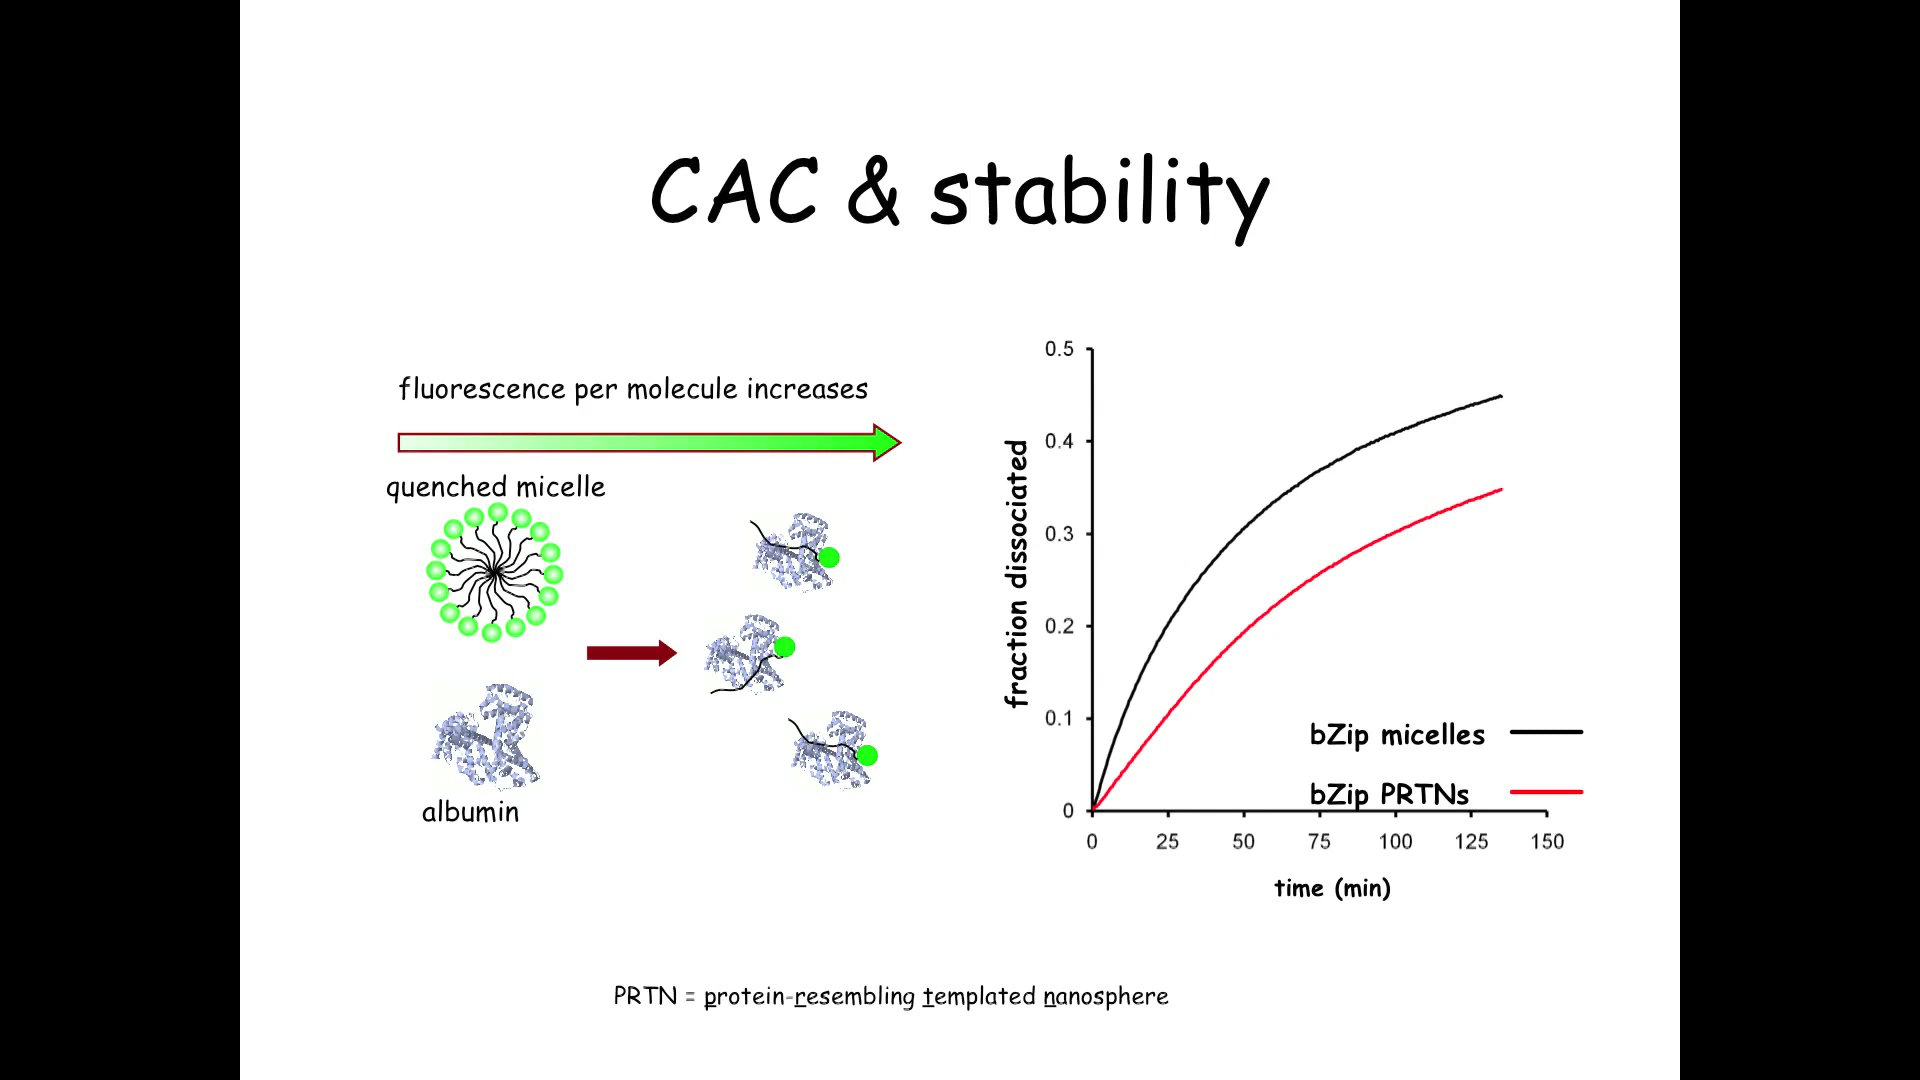 CAC & stability
fluorescence per molecule increases
quenched micelle
albumin
fraction dissociated
0.5
0.4
0.3
0.2
0.1
0
bZip micelles
bZip PRTNs
0 25 50 75 100 125 150
time (min)
PRTN = protein-resembling templated nanosphere